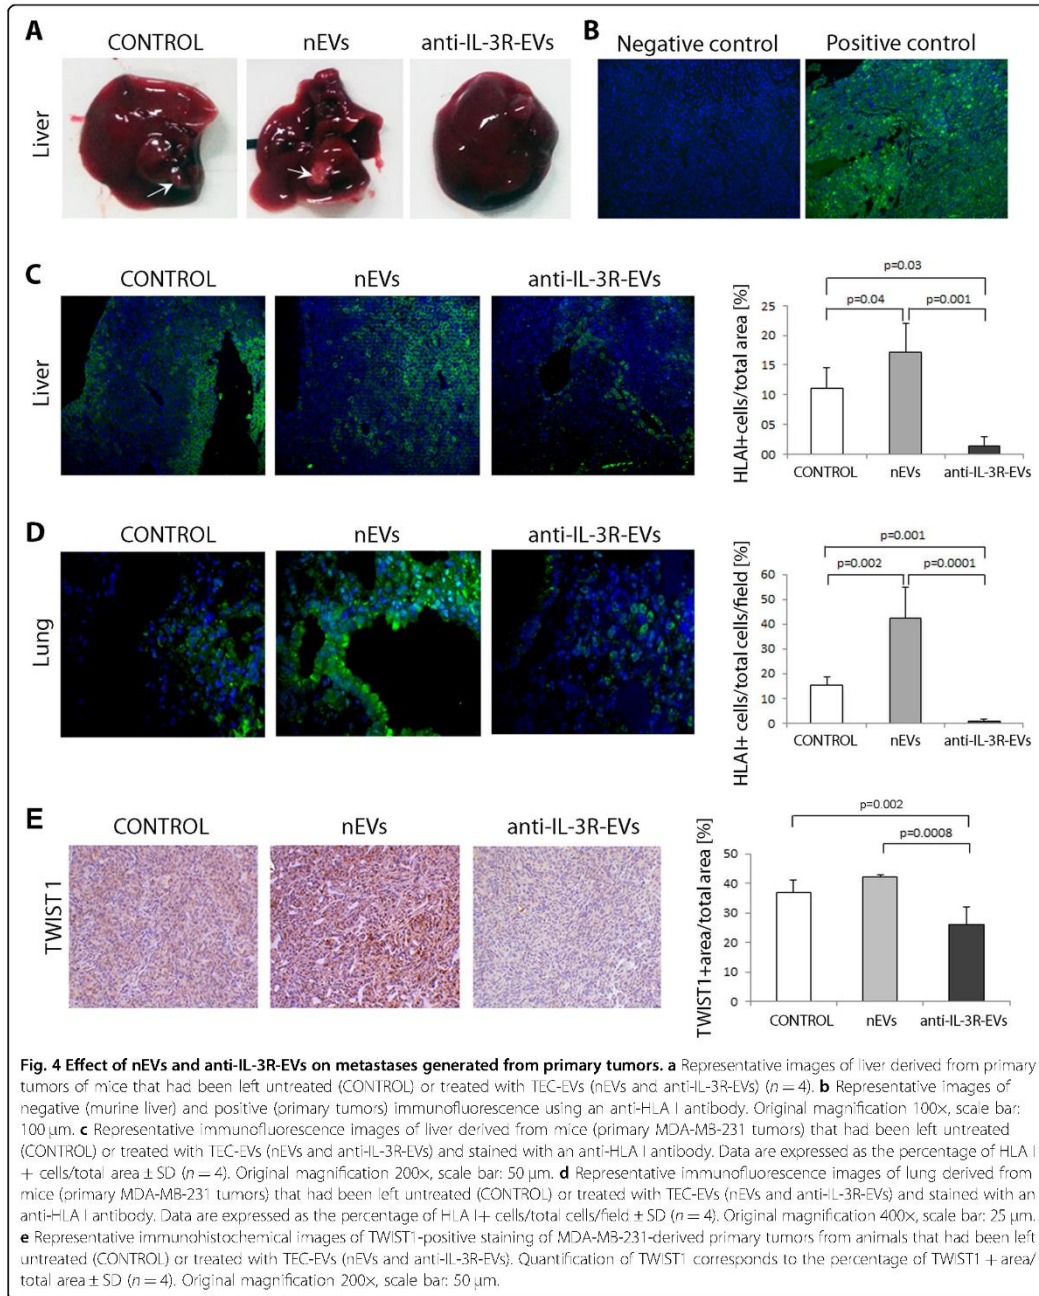 A
CONTROL
nEVs
anti-IL-3R-EVs
Liver
B
Negative control
Positive control
C
CONTROL
nEVs
anti-IL-3R-EVs
Liver
HLAI+cells/total area [%]
p=0.03
p=0.04
p=0.001
25
20
15
10
05
00
CONTROL
nEVs
anti-IL-3R-EVs
D
CONTROL
nEVs
anti-IL-3R-EVs
Lung
HLAI+ cells/total cells/field [%]
p=0.001
p=0.002
p=0.0001
60
50
40
30
20
10
0
CONTROL
nEVs
anti-IL-3R-EVs
E
CONTROL
nEVs
anti-IL-3R-EVs
TWIST 1
TWIST1+area/total area [%]
p=0.002
p=0.0008
50
40
30
20
10
0
CONTROL
nEVs
anti-IL-3R-EVs
Fig. 4 Effect of nEVs and anti-IL-3R-EVs on metastases generated from primary tumors. a Representative images of liver derived from primary
tumors of mice that had been left untreated (CONTROL) or treated with TEC-EVs (nEVs and anti-IL-3R-EVs) (n = 4). b Representative images of
negative (murine liver) and positive (primary tumors) immunofluorescence using an anti-HLA I antibody. Original magnification 100×, scale bar:
100 μm. c Representative immunofluorescence images of liver derived from mice (primary MDA-MB-231 tumors) that had been left untreated
(CONTROL) or treated with TEC-EVs (nEVs and anti-IL-3R-EVs) and stained with an anti-HLA I antibody. Data are expressed as the percentage of HLA I
+ cells/total area ± SD (n = 4). Original magnification 200×, scale bar: 50 μm. d Representative immunofluorescence images of lung derived from
mice (primary MDA-MB-231 tumors) that had been left untreated (CONTROL) or treated with TEC-EVs (nEVs and anti-IL-3R-EVs) and stained with an
anti-HLA I antibody. Data are expressed as the percentage of HLA I+ cells/total cells/field ± SD (n = 4). Original magnification 400×, scale bar: 25 μm.
e Representative immunohistochemical images of TWIST1-positive staining of MDA-MB-231-derived primary tumors from animals that had been left
untreated (CONTROL) or treated with TEC-EVs (nEVs and anti-IL-3R-EVs). Quantification of TWIST1 corresponds to the percentage of TWIST1 + area/
total area ± SD (n = 4). Original magnification 200×, scale bar: 50 μm.